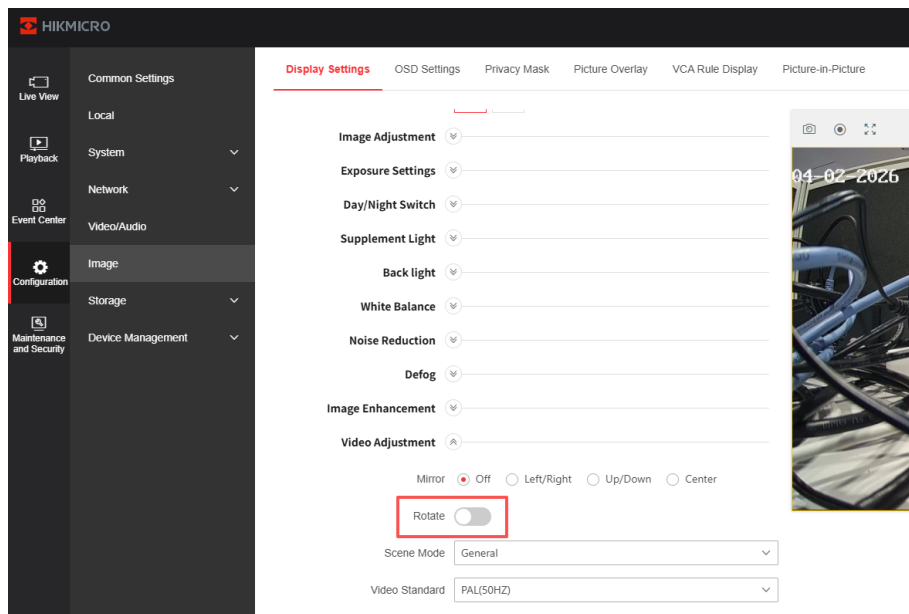 HIKMICRO
Display Settings OSD Settings Privacy Mask Picture Overlay VCA Rule Display Picture-in-Picture
Live View
Playback
Event Center
Configuration
Maintenance
and Security
Common Settings
Local
System
Network
Video/Audio
Image
Storage
Device Management
Image Adjustment
Exposure Settings
Day/Night Switch
Supplement Light
Back light
White Balance
Noise Reduction
Defog
Image Enhancement
Video Adjustment
Mirror Off Left/Right Up/Down Center
Rotate
Scene Mode General
Video Standard PAL(50HZ)
04-02-2026